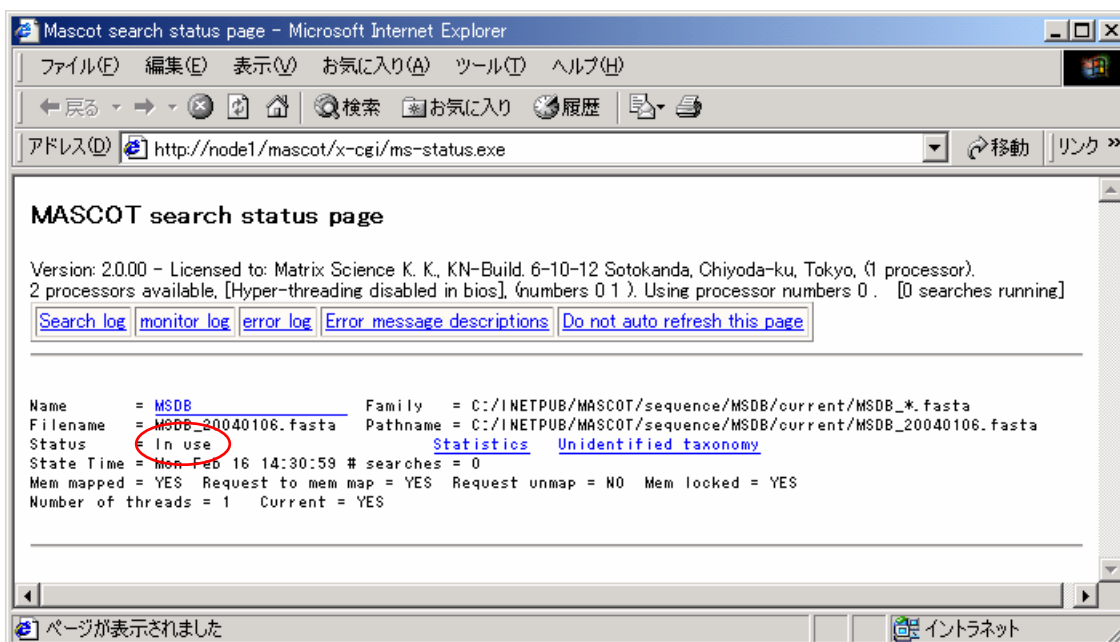 Mascot search status page - Microsoft Internet Explorer
ファイル(F) 編集(E) 表示(V) お気に入り(A) ツール(T) ヘルプ(H)
戻る 検索 お気に入り 履歴
アドレス(D) http://node1/mascot/x-cgi/ms-status.exe 移動 リンク »
MASCOT search status page
Version: 2.0.00 - Licensed to: Matrix Science K. K., KN-Build. 6-10-12 Sotokanda, Chiyoda-ku, Tokyo, (1 processor).
2 processors available, [Hyper-threading disabled in bios], (numbers 0 1 ). Using processor numbers 0 . [0 searches running]
Search log monitor log error log Error message descriptions Do not auto refresh this page
Name = MSDB Family = C:/INETPUB/MASCOT/sequence/MSDB/current/MSDB_*.fasta
Filename = MSDB_20040106.fasta Pathname = C:/INETPUB/MASCOT/sequence/MSDB/current/MSDB_20040106.fasta
Status = In use Statistics Unidentified taxonomy
State Time = Mon Feb 16 14:30:59 # searches = 0
Mem mapped = YES Request to mem map = YES Request unmap = NO Mem locked = YES
Number of threads = 1 Current = YES
ページが表示されました イントラネット